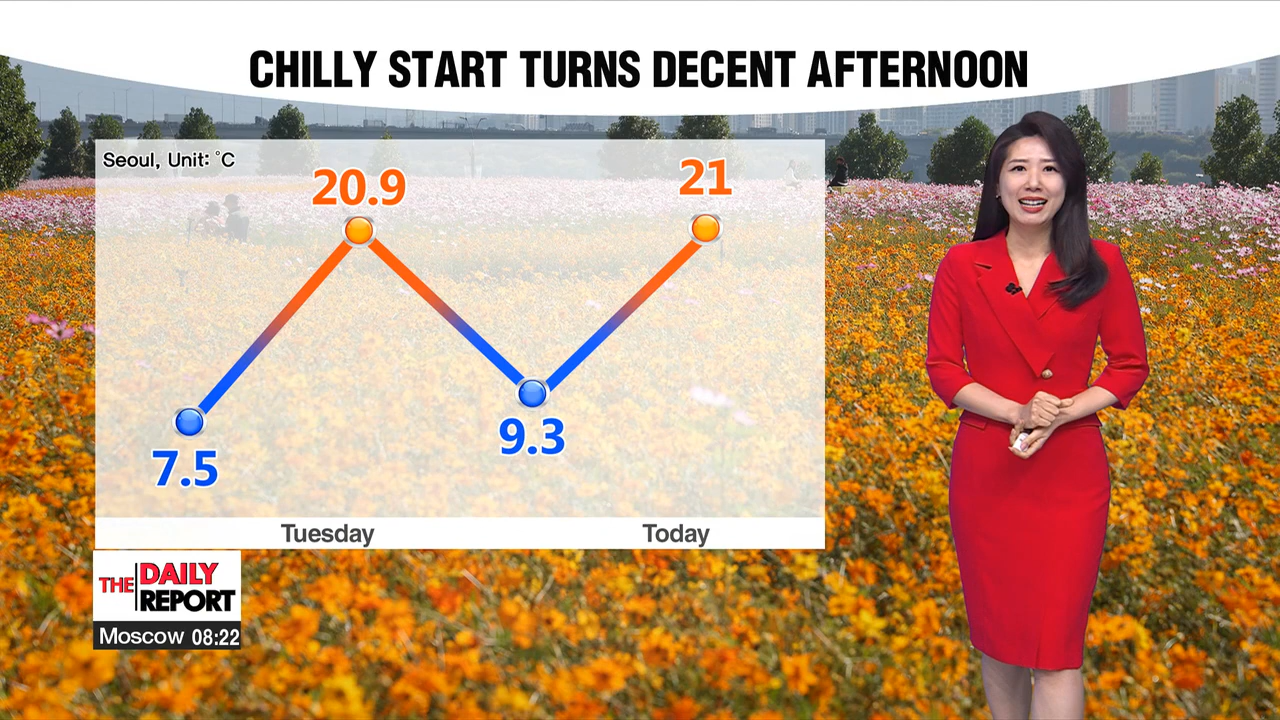 CHILLY START TURNS DECENT AFTERNOON
Seoul, Unit: °C
20.9
21
7.5
9.3
Tuesday
Today
THE DAILY REPORT
Moscow 08:22